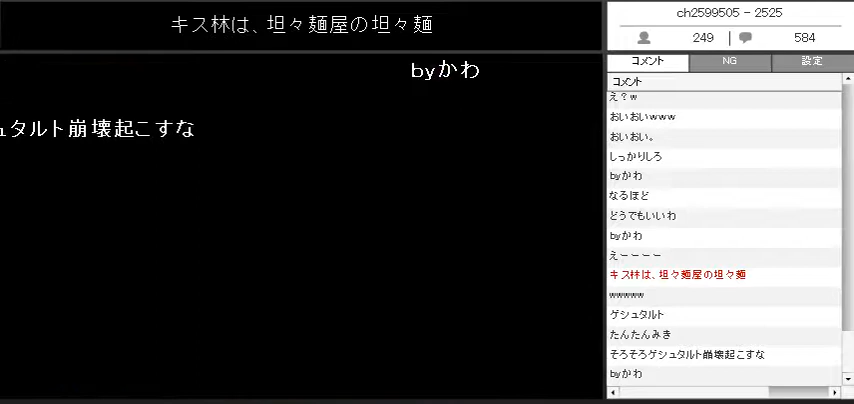 キス林は、坦々麺屋の坦々麺
byかわ
ュタルト崩壊起こすな
ch2599505 - 2525
249 | 584
コメント NG 設定
コメント
え？w
おいおいwww
おいおい。
しっかりしろ
byかわ
なるほど
どうでもいいわ
byかわ
えーーーー
キス林は、坦々麺屋の坦々麺
wwwww
ゲシュタルト
たんたんみき
そろそろゲシュタルト崩壊起こすな
byかわ